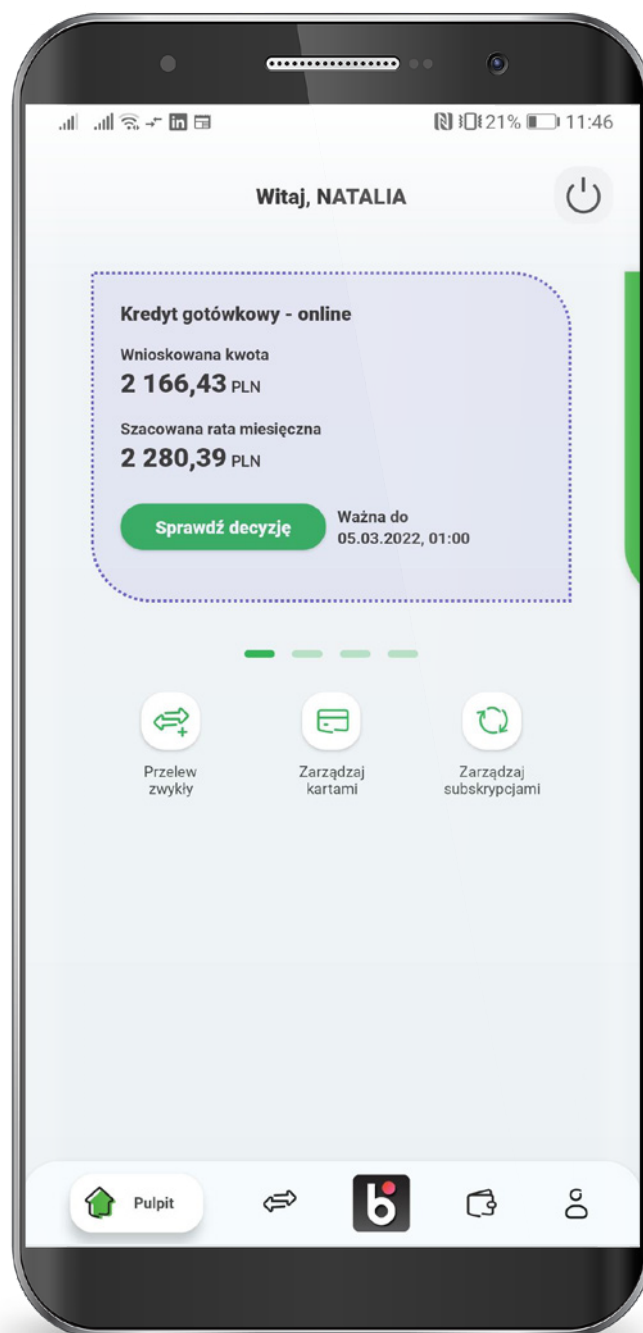 in
21% 11:46
Witaj, NATALIA
Kredyt gotówkowy - online
Wnioskowana kwota
2 166,43 PLN
Szacowana rata miesięczna
2 280,39 PLN
Sprawdź decyzję
Ważna do
05.03.2022, 01:00
Przelew
zwykły
Zarządzaj
kartami
Zarządzaj
subskrypcjami
Pulpit
b